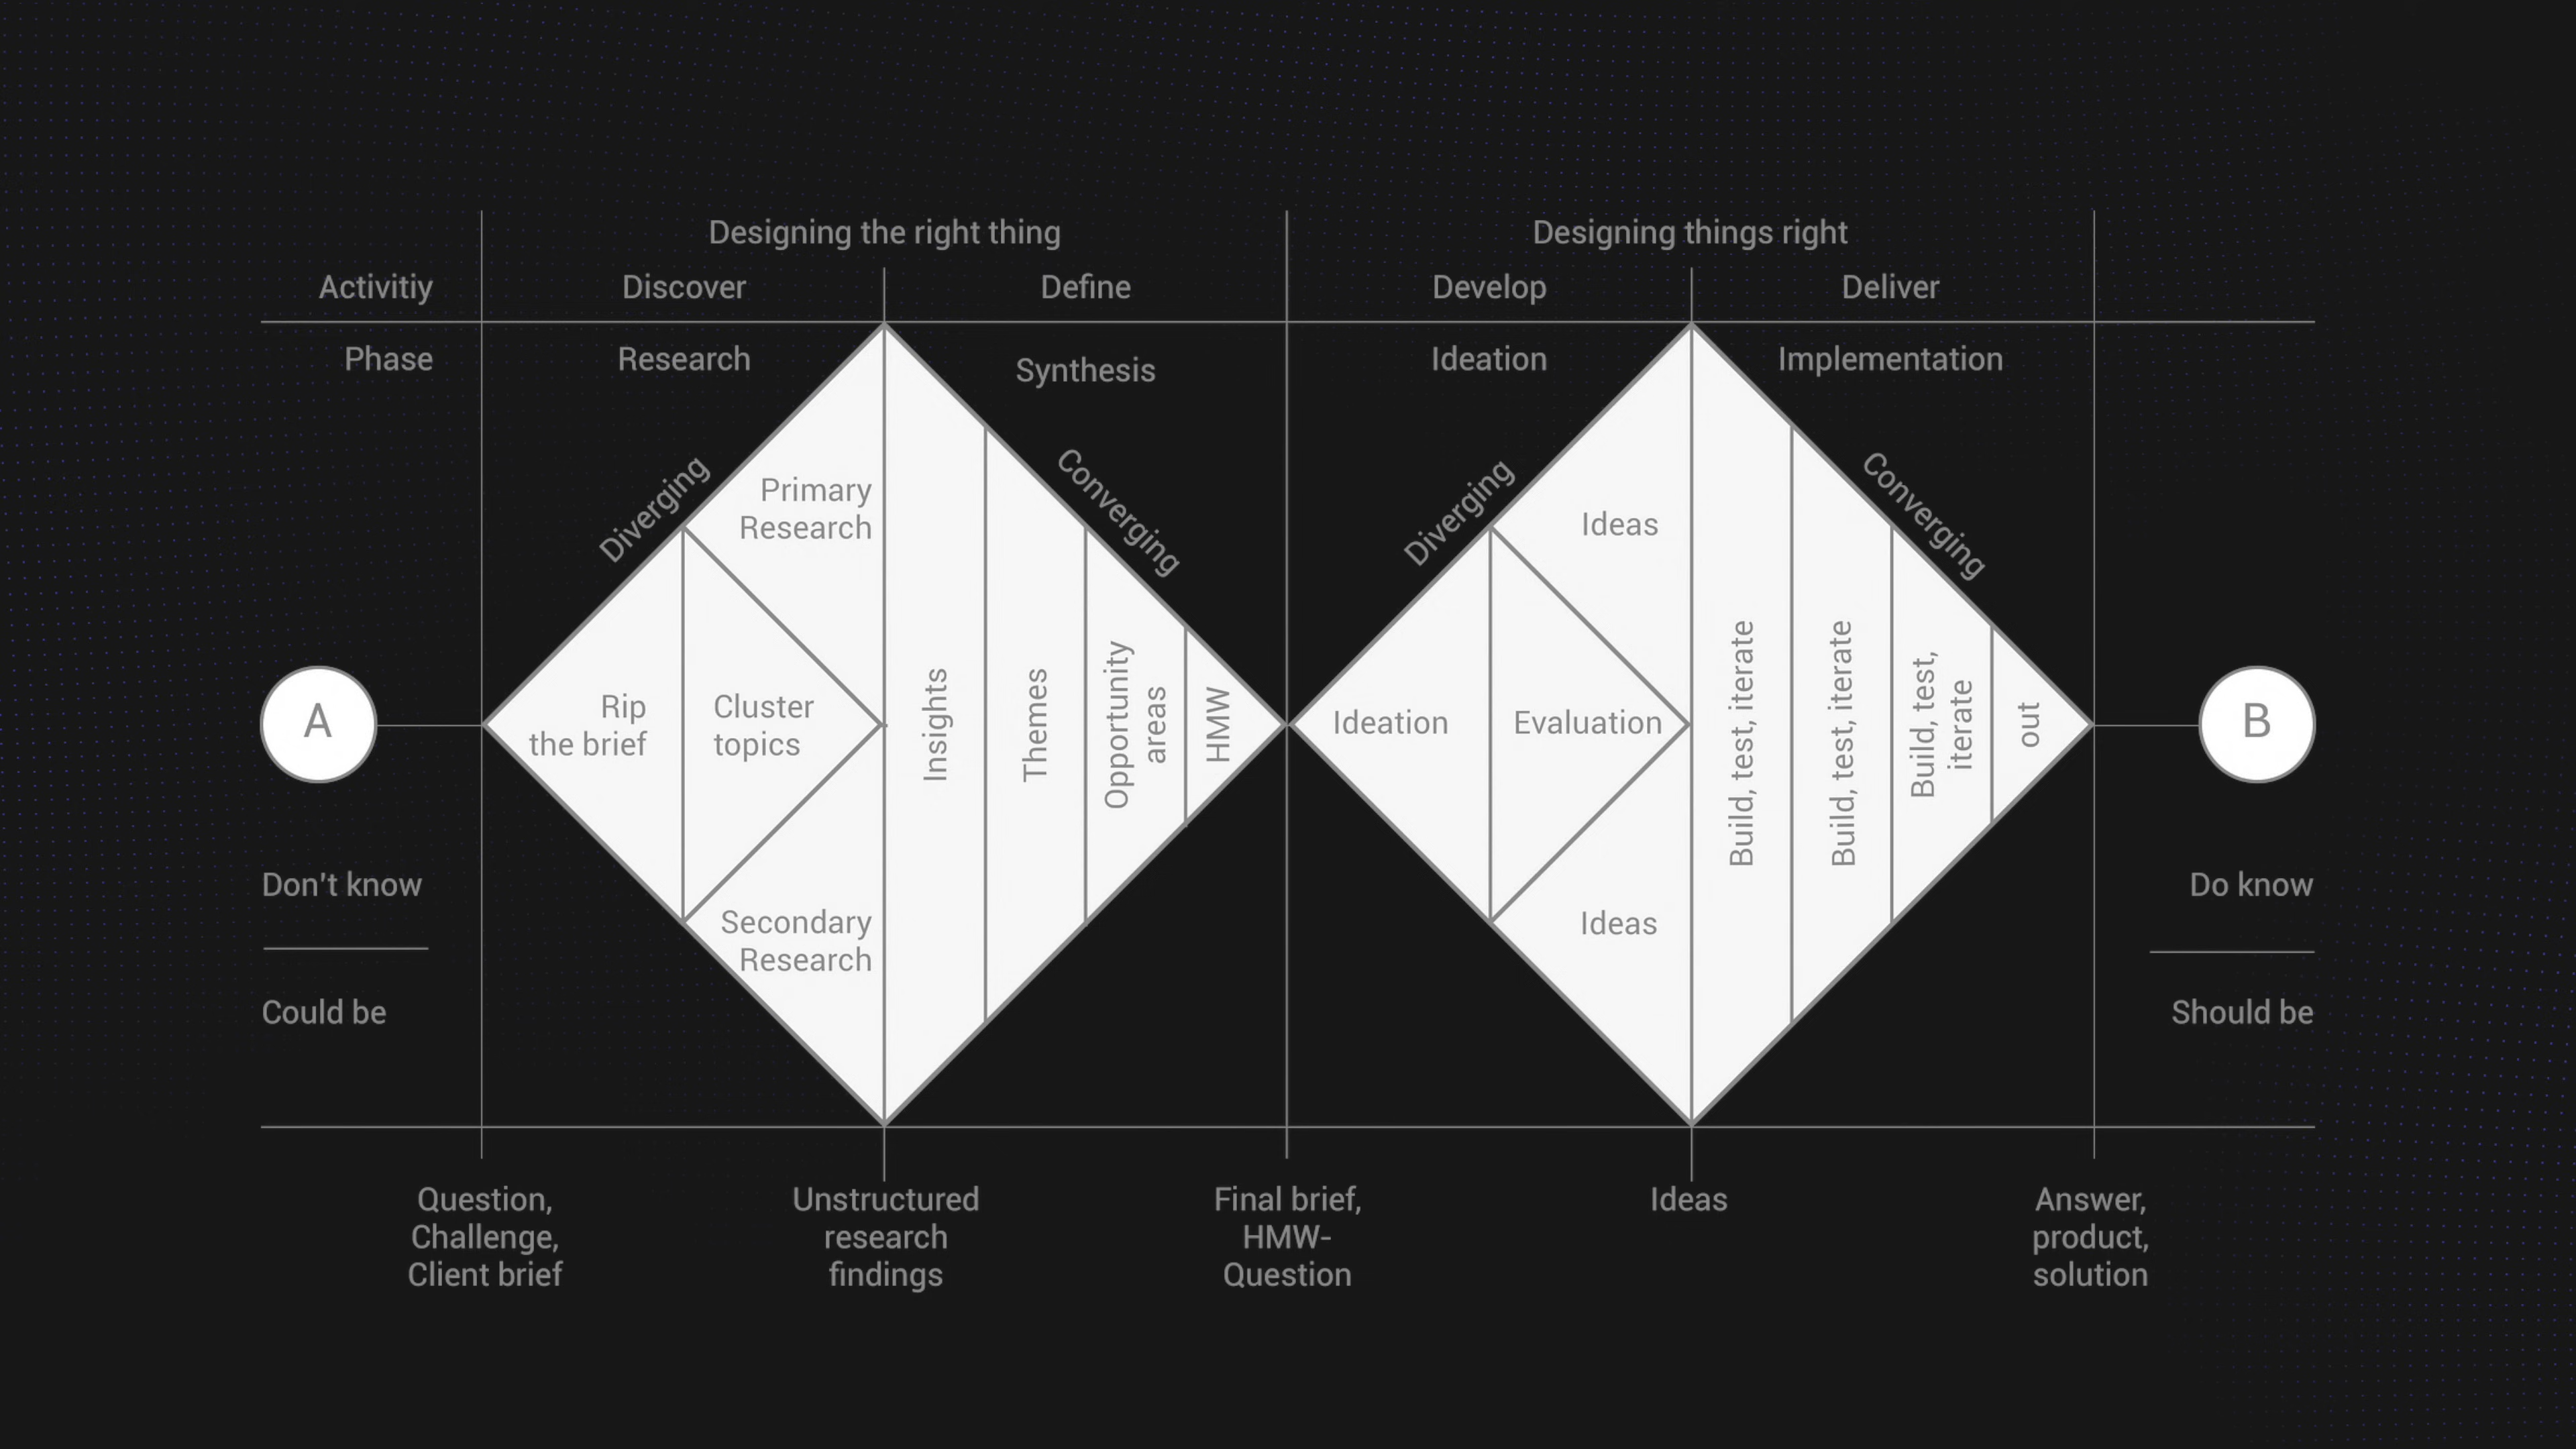 Designing the right thing
Designing things right
Activitiy
Discover
Define
Develop
Deliver
Phase
Research
Synthesis
Ideation
Implementation
Diverging
Converging
Diverging
Converging
Primary
Research
Ideas
A
Rip
the brief
Cluster
topics
Insights
Themes
Opportunity
areas
HMW
Ideation
Evaluation
Build, test, iterate
Build, test, iterate
Build, test,
iterate
out
B
Secondary
Research
Ideas
Don't know
Could be
Do know
Should be
Question,
Challenge,
Client brief
Unstructured
research
findings
Final brief,
HMW-
Question
Ideas
Answer,
product,
solution